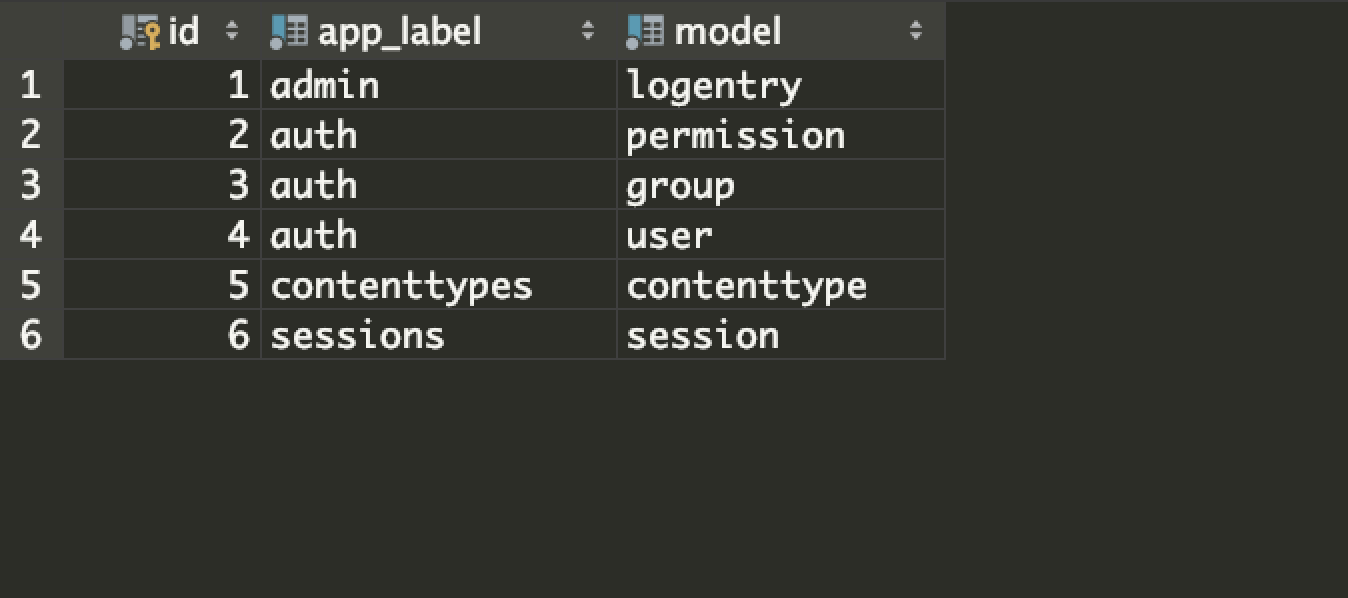 id app_label model
1 1 admin logentry
2 2 auth permission
3 3 auth group
4 4 auth user
5 5 contenttypes contenttype
6 6 sessions session